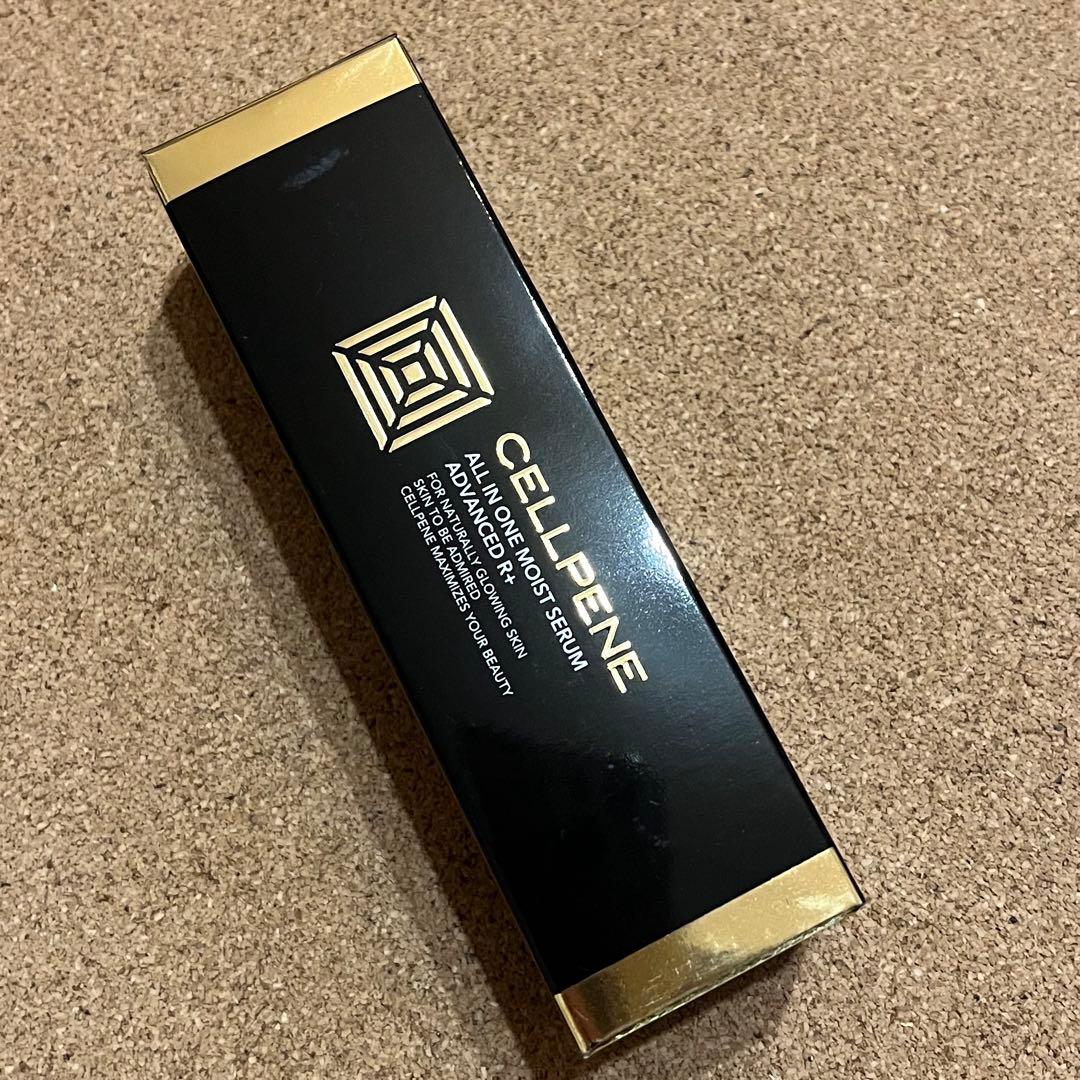 CELLPENE
ALL IN ONE MOIST SERUM
ADVANCED R+
FOR NATURALLY GLOWING SKIN
SKIN TO BE ADMIRED
CELLPENE MAXIMIZES YOUR BEAUTY